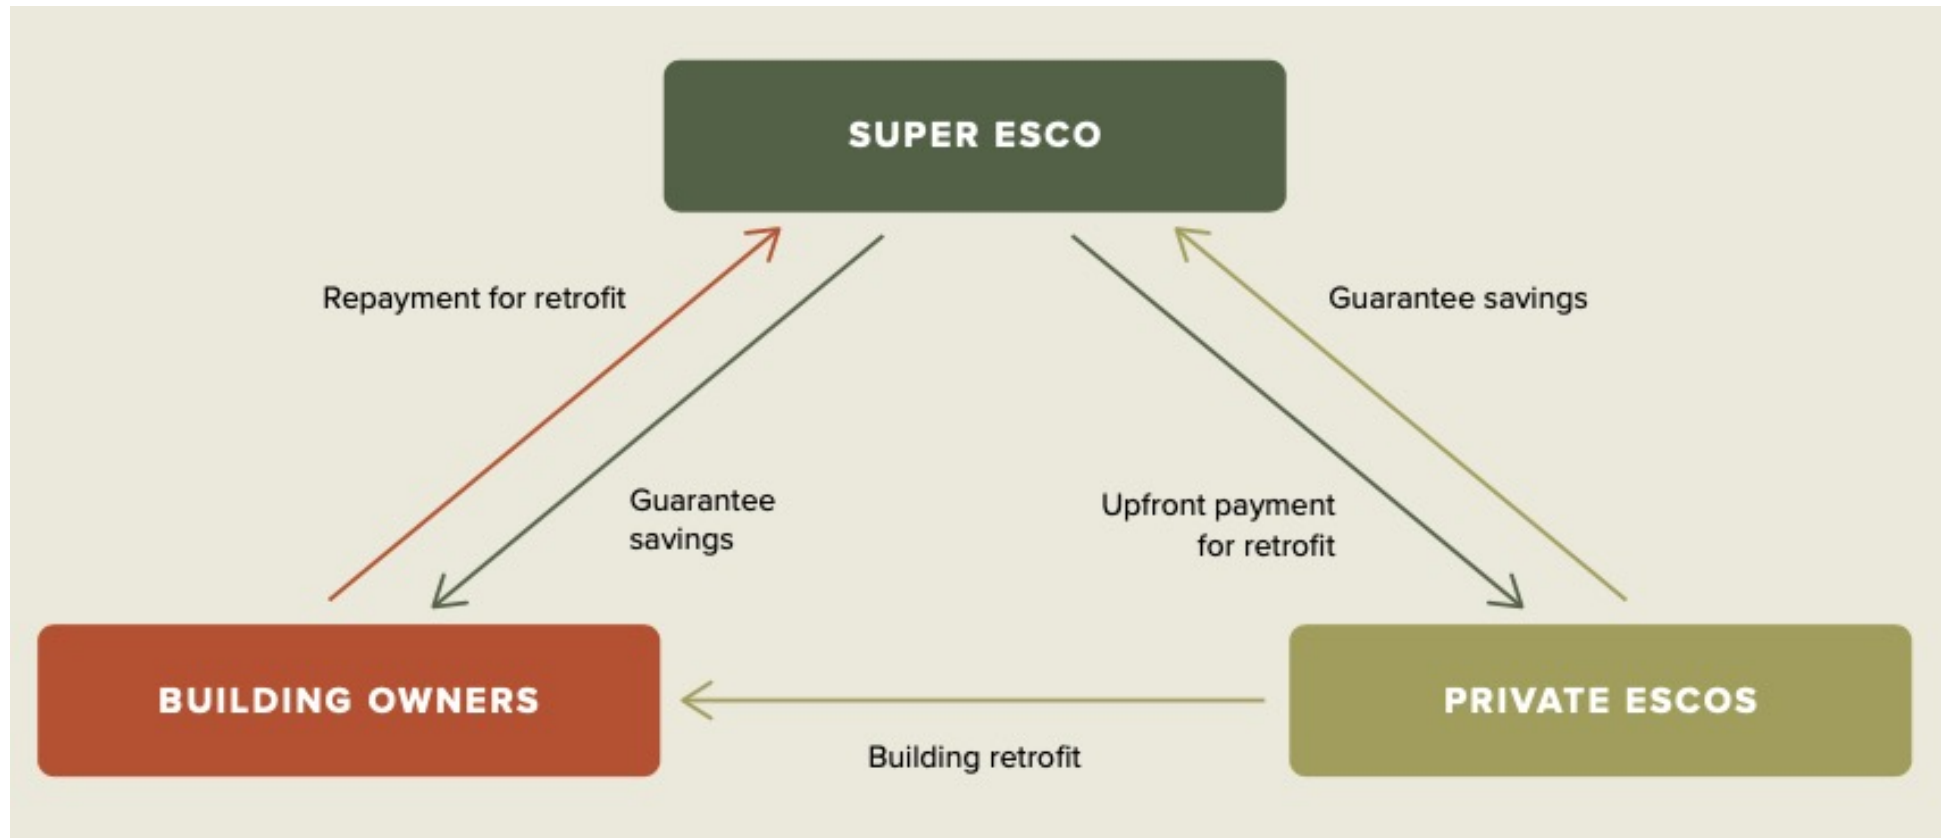 SUPER ESCO
Repayment for retrofit
Guarantee savings
Guarantee
savings
Upfront payment
for retrofit
BUILDING OWNERS
PRIVATE ESCOS
Building retrofit